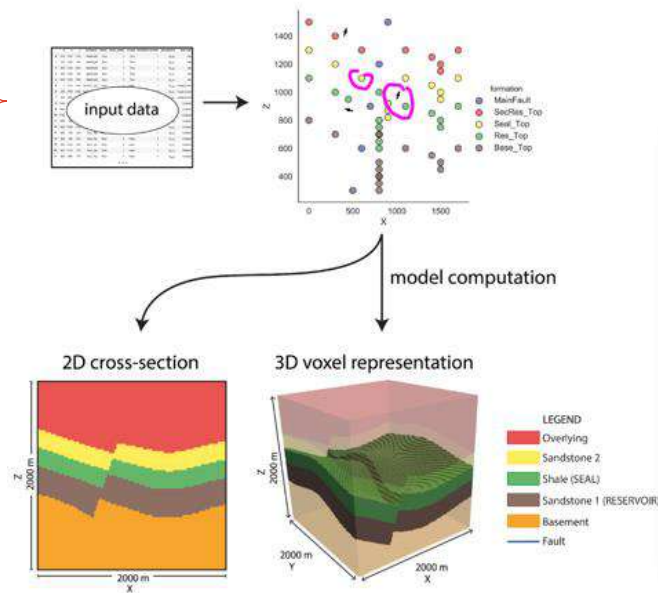 input data
1400
1200
1000
800
600
400
Z
0
500
1000
1500
X
formation
MainFault
SecRes_Top
Seal_Top
Res_Top
Base_Top
model computation
2D cross-section
3D voxel representation
Z
2000 m
2000 m
X
Z
2000 m
2000 m
Y
2000 m
X
LEGEND
Overlying
Sandstone 2
Shale (SEAL)
Sandstone 1 (RESERVOIR)
Basement
Fault